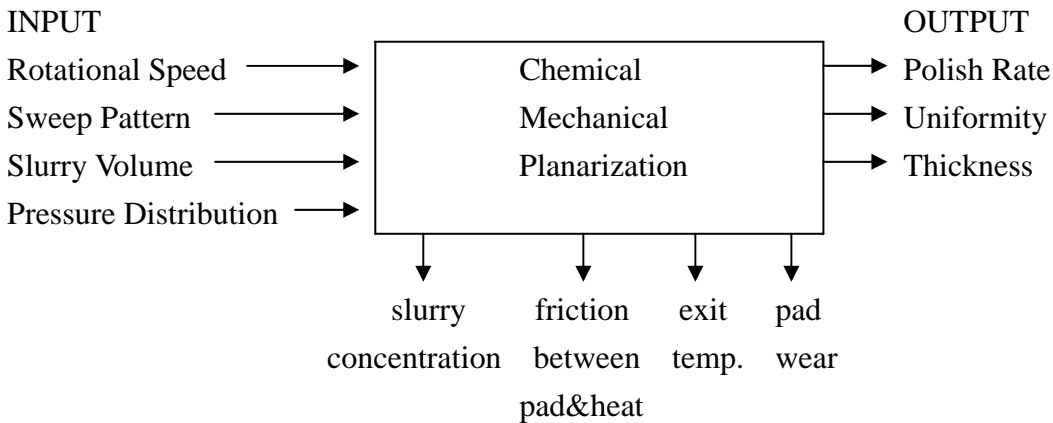 INPUT
OUTPUT
Rotational Speed
Chemical
Polish Rate
Sweep Pattern
Mechanical
Uniformity
Slurry Volume
Planarization
Thickness
Pressure Distribution
slurry
concentration
friction
between
pad&heat
exit
temp.
pad
wear